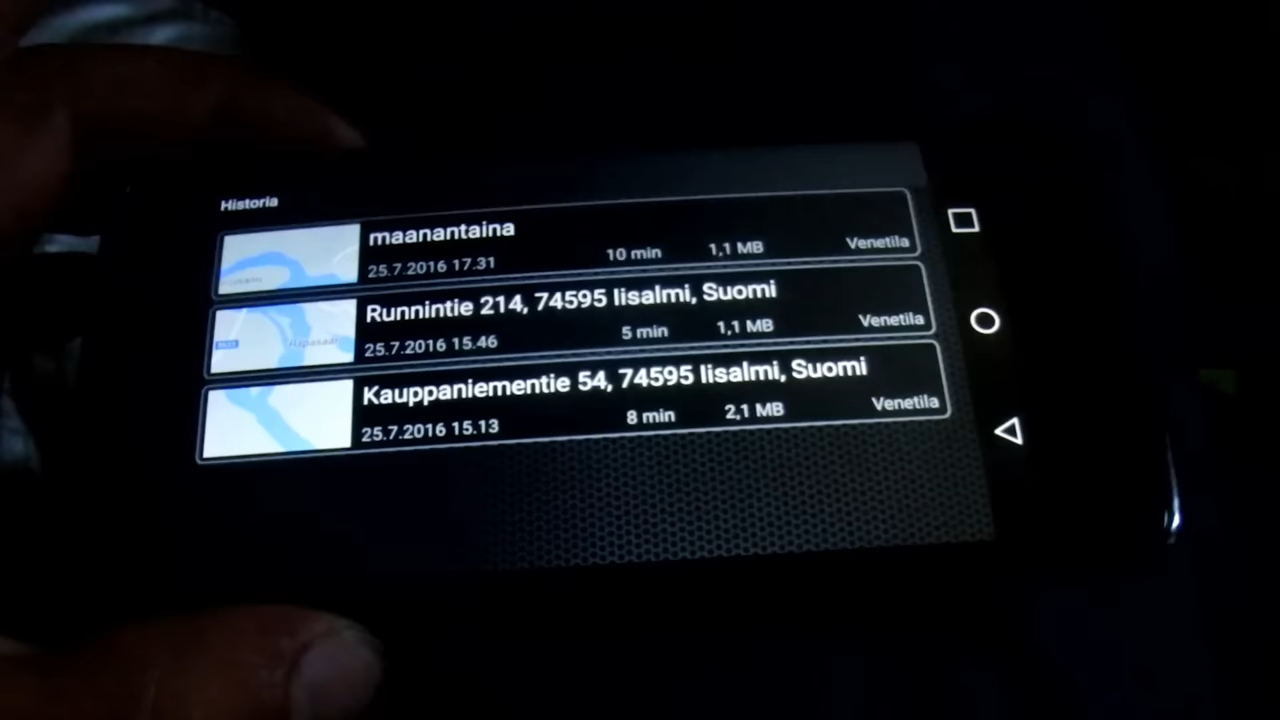 Historia
maanantaina
25.7.2016 17.31 10 min 1,1 MB Venetila
Runnintie 214, 74595 Iisalmi, Suomi
25.7.2016 15.46 5 min 1,1 MB Venetila
Kauppaniementie 54, 74595 Iisalmi, Suomi
25.7.2016 15.13 8 min 2,1 MB Venetila